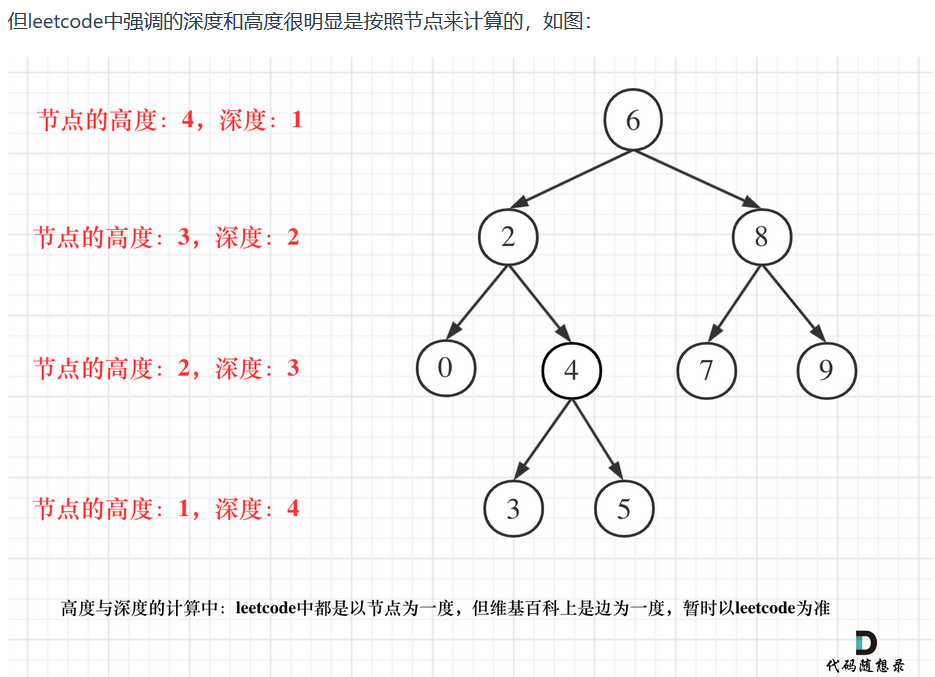 但leetcode中强调的深度和高度很明显是按照节点来计算的，如图：
节点的高度：4，深度：1
6
节点的高度：3，深度：2
2
8
节点的高度：2，深度：3
0
4
7
9
节点的高度：1，深度：4
3
5
高度与深度的计算中：leetcode中都是以节点为一度，但维基百科上是边为一度，暂时以leetcode为准
代码随想录